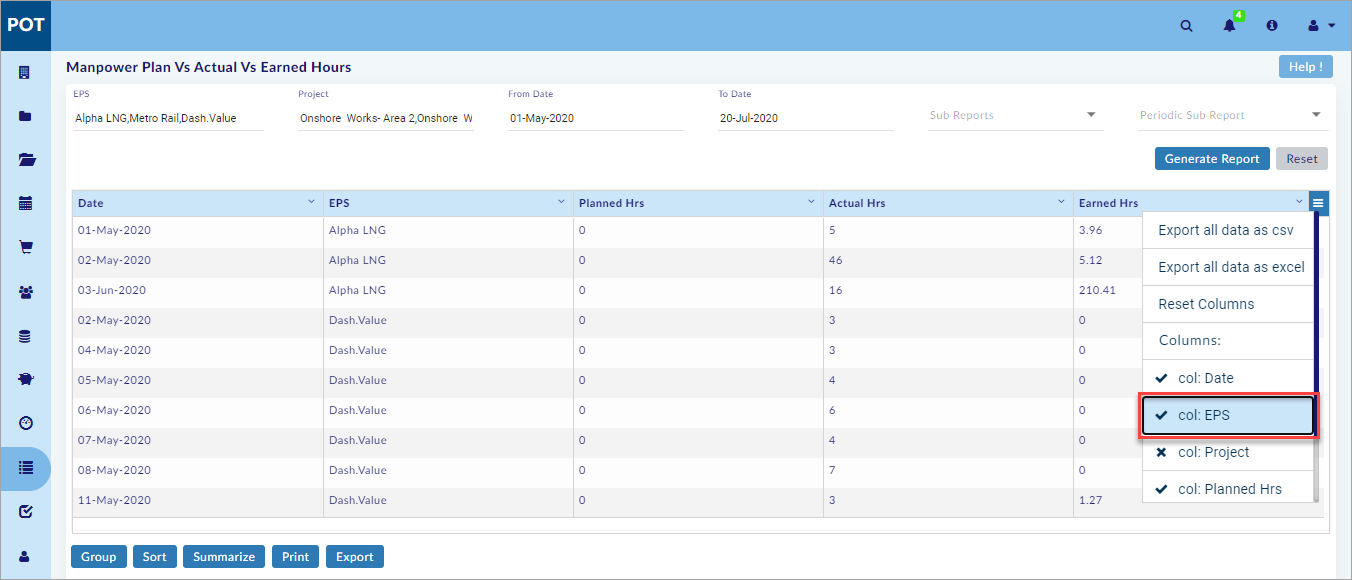 POT
4
Manpower Plan Vs Actual Vs Earned Hours
Help !
EPS Project From Date To Date
Alpha LNG,Metro Rail,Dash.Value Onshore Works- Area 2,Onshore W 01-May-2020 20-Jul-2020 Sub Reports Periodic Sub Report
Generate Report Reset
Date EPS Planned Hrs Actual Hrs Earned Hrs
01-May-2020 Alpha LNG 0 5 3.96
02-May-2020 Alpha LNG 0 46 5.12
03-Jun-2020 Alpha LNG 0 16 210.41
02-May-2020 Dash.Value 0 3 0
04-May-2020 Dash.Value 0 3 0
05-May-2020 Dash.Value 0 4 0
06-May-2020 Dash.Value 0 6 0
07-May-2020 Dash.Value 0 4 0
08-May-2020 Dash.Value 0 7 0
11-May-2020 Dash.Value 0 3 1.27
Export all data as csv
Export all data as excel
Reset Columns
Columns:
col: Date
col: EPS
col: Project
col: Planned Hrs
Group Sort Summarize Print Export